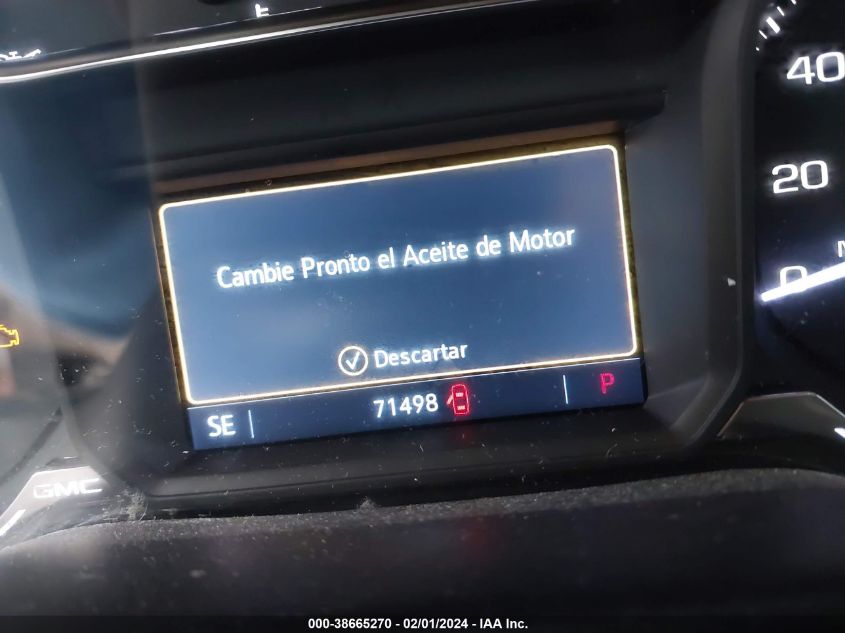 40
20
0
Cambie Pronto el Aceite de Motor
Descartar
SE
71498
P
GMC
000-38665270 - 02/01/2024 - IAA Inc.